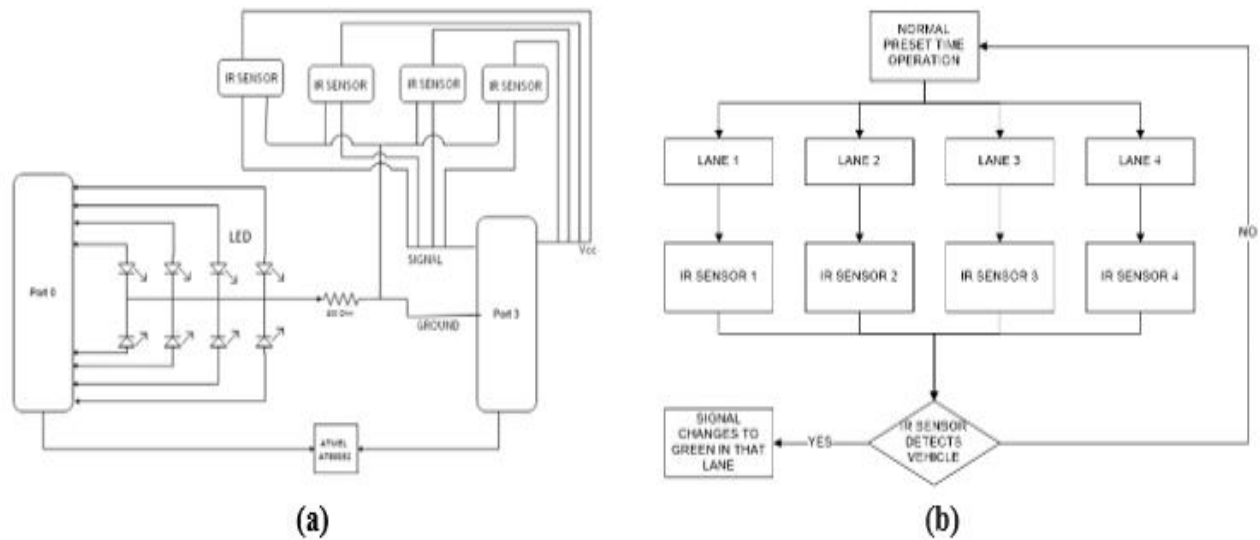 IR SENSOR
IR SENSOR
IR SENSOR
IR SENSOR
LED
Port 0
SIGNAL
Vcc
Port 3
GROUND
ATMEL
(a)
NORMAL
PRESET TIME
OPERATION
LANE 1
LANE 2
LANE 3
LANE 4
NO
IR SENSOR 1
IR SENSOR 2
IR SENSOR 3
IR SENSOR 4
SIGNAL
CHANGES TO
GREEN IN THAT
LANE
YES
IR SENSOR
DETECTS
VEHICLE
(b)